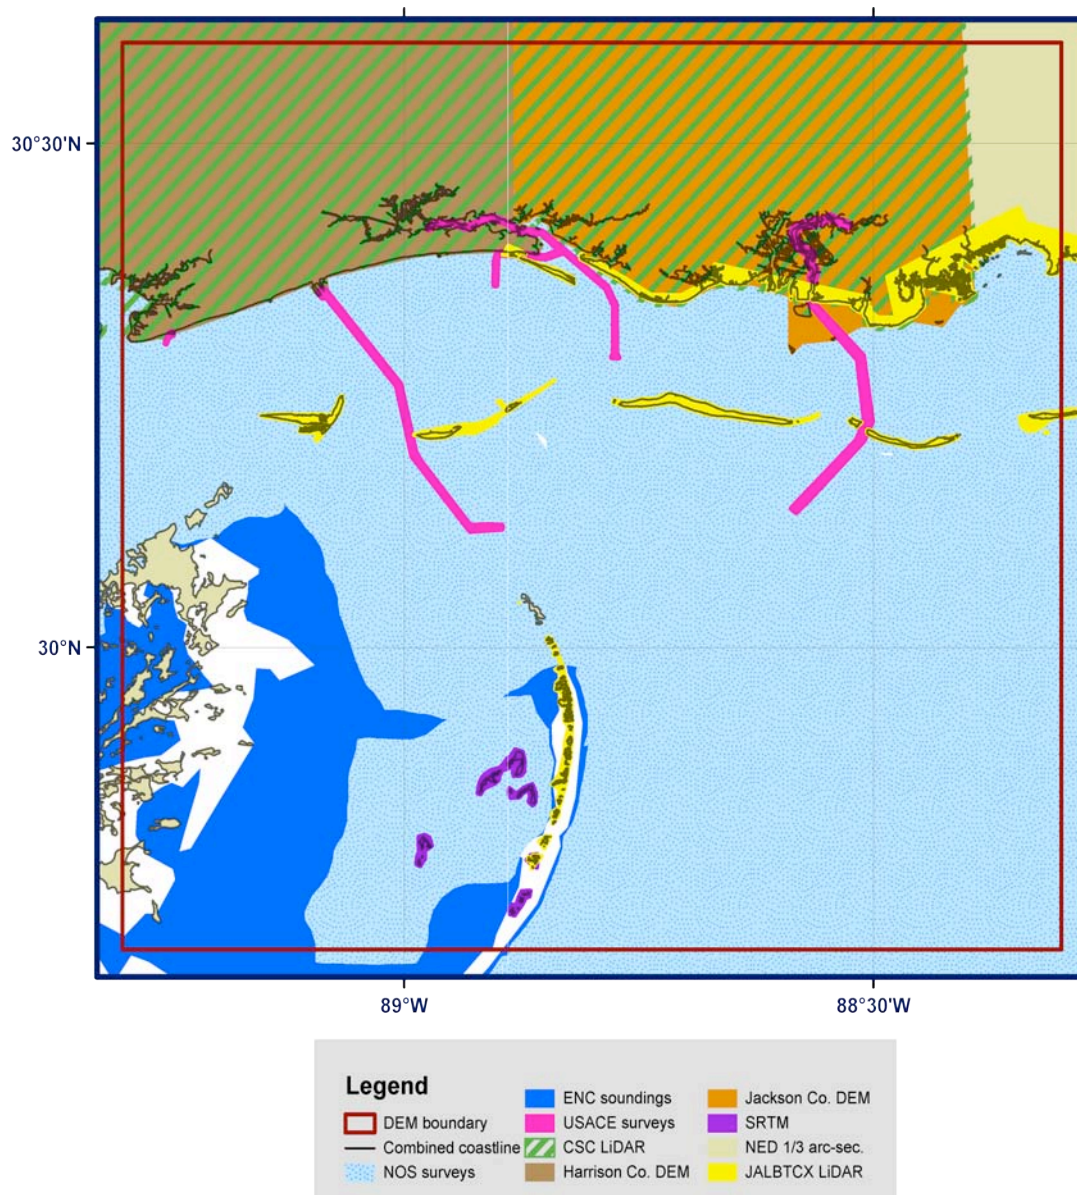 30°30'N
30°N
89°W
88°30'W
Legend
DEM boundary
Combined coastline
NOS surveys
ENC soundings
USACE surveys
CSC LiDAR
Harrison Co. DEM
Jackson Co. DEM
SRTM
NED 1/3 arc-sec.
JALBTCX LiDAR